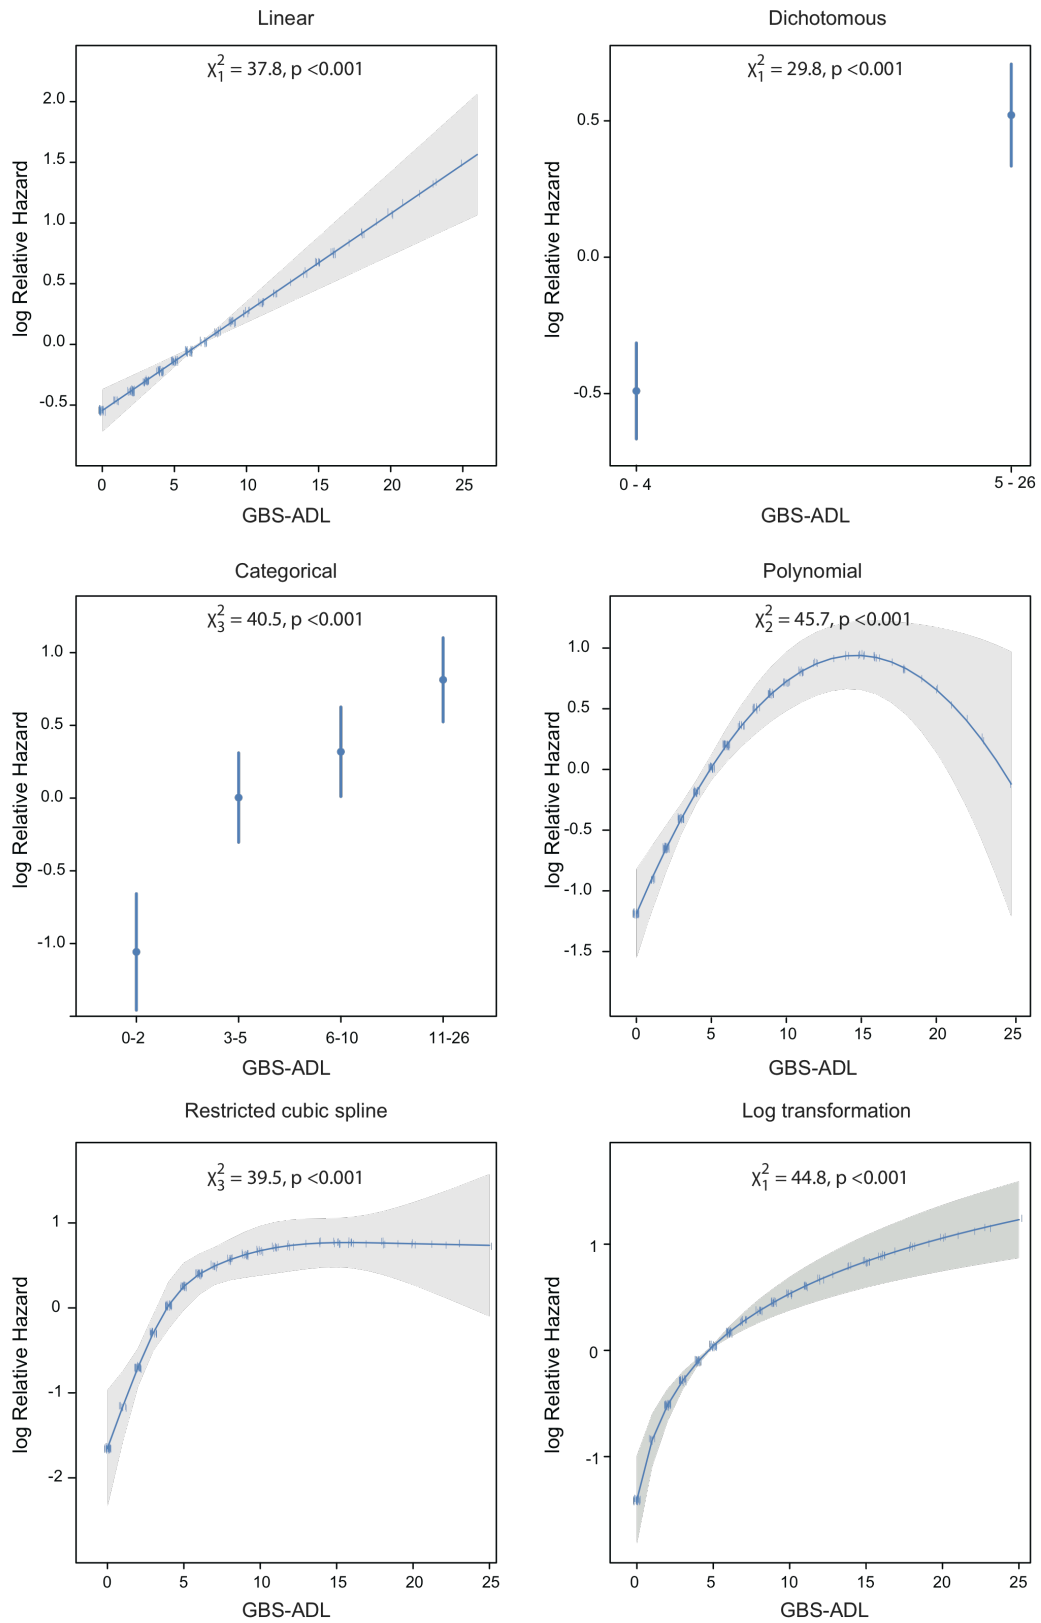 Linear
χ²₁ = 37.8, p <0.001
2.0
1.5
1.0
0.5
0.0
-0.5
log Relative Hazard
0 5 10 15 20 25
GBS-ADL
Dichotomous
χ²₁ = 29.8, p <0.001
0.5
0.0
-0.5
log Relative Hazard
0 - 4 5 - 26
GBS-ADL
Categorical
χ²₃ = 40.5, p <0.001
1.0
0.5
0.0
-0.5
-1.0
log Relative Hazard
0-2 3-5 6-10 11-26
GBS-ADL
Polynomial
χ²₂ = 45.7, p <0.001
1.0
0.5
0.0
-0.5
-1.0
-1.5
log Relative Hazard
0 5 10 15 20 25
GBS-ADL
Restricted cubic spline
χ²₃ = 39.5, p <0.001
1
0
-1
-2
log Relative Hazard
0 5 10 15 20 25
GBS-ADL
Log transformation
χ²₁ = 44.8, p <0.001
1
0
-1
log Relative Hazard
0 5 10 15 20 25
GBS-ADL